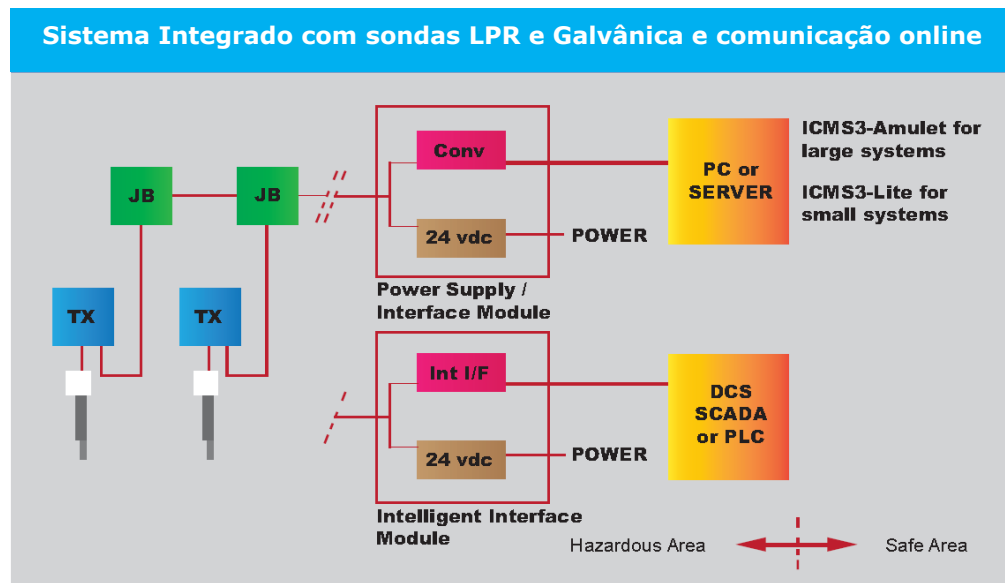 Sistema Integrado com sondas LPR e Galvânica e comunicação online
Conv
ICMS3-Amulet for
large systems
PC or
SERVER
ICMS3-Lite for
small systems
JB
JB
24 vdc
POWER
Power Supply /
Interface Module
TX
TX
Int I/F
DCS
SCADA
or PLC
24 vdc
POWER
Intelligent Interface
Module
Hazardous Area
Safe Area